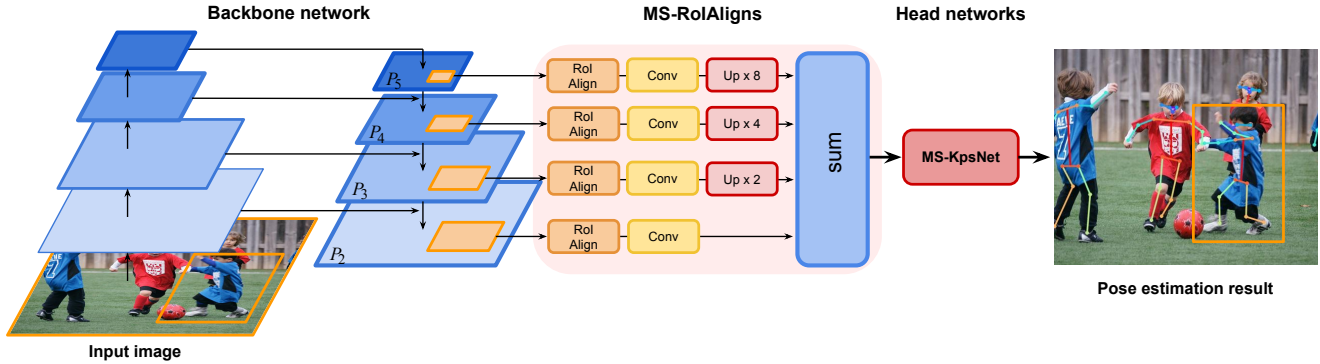 Backbone network
MS-RoIAligns
Head networks
P5
RoI
Align
Conv
Up x 8
P4
RoI
Align
Conv
Up x 4
P3
RoI
Align
Conv
Up x 2
P2
RoI
Align
Conv
sum
MS-KpsNet
Input image
Pose estimation result